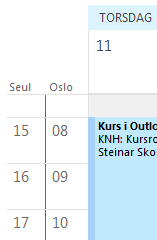 TORSDAG
11
Seul Oslo
15 08
Kurs i Outlo
KNH: Kursro
Steinar Sko
16 09
17 10